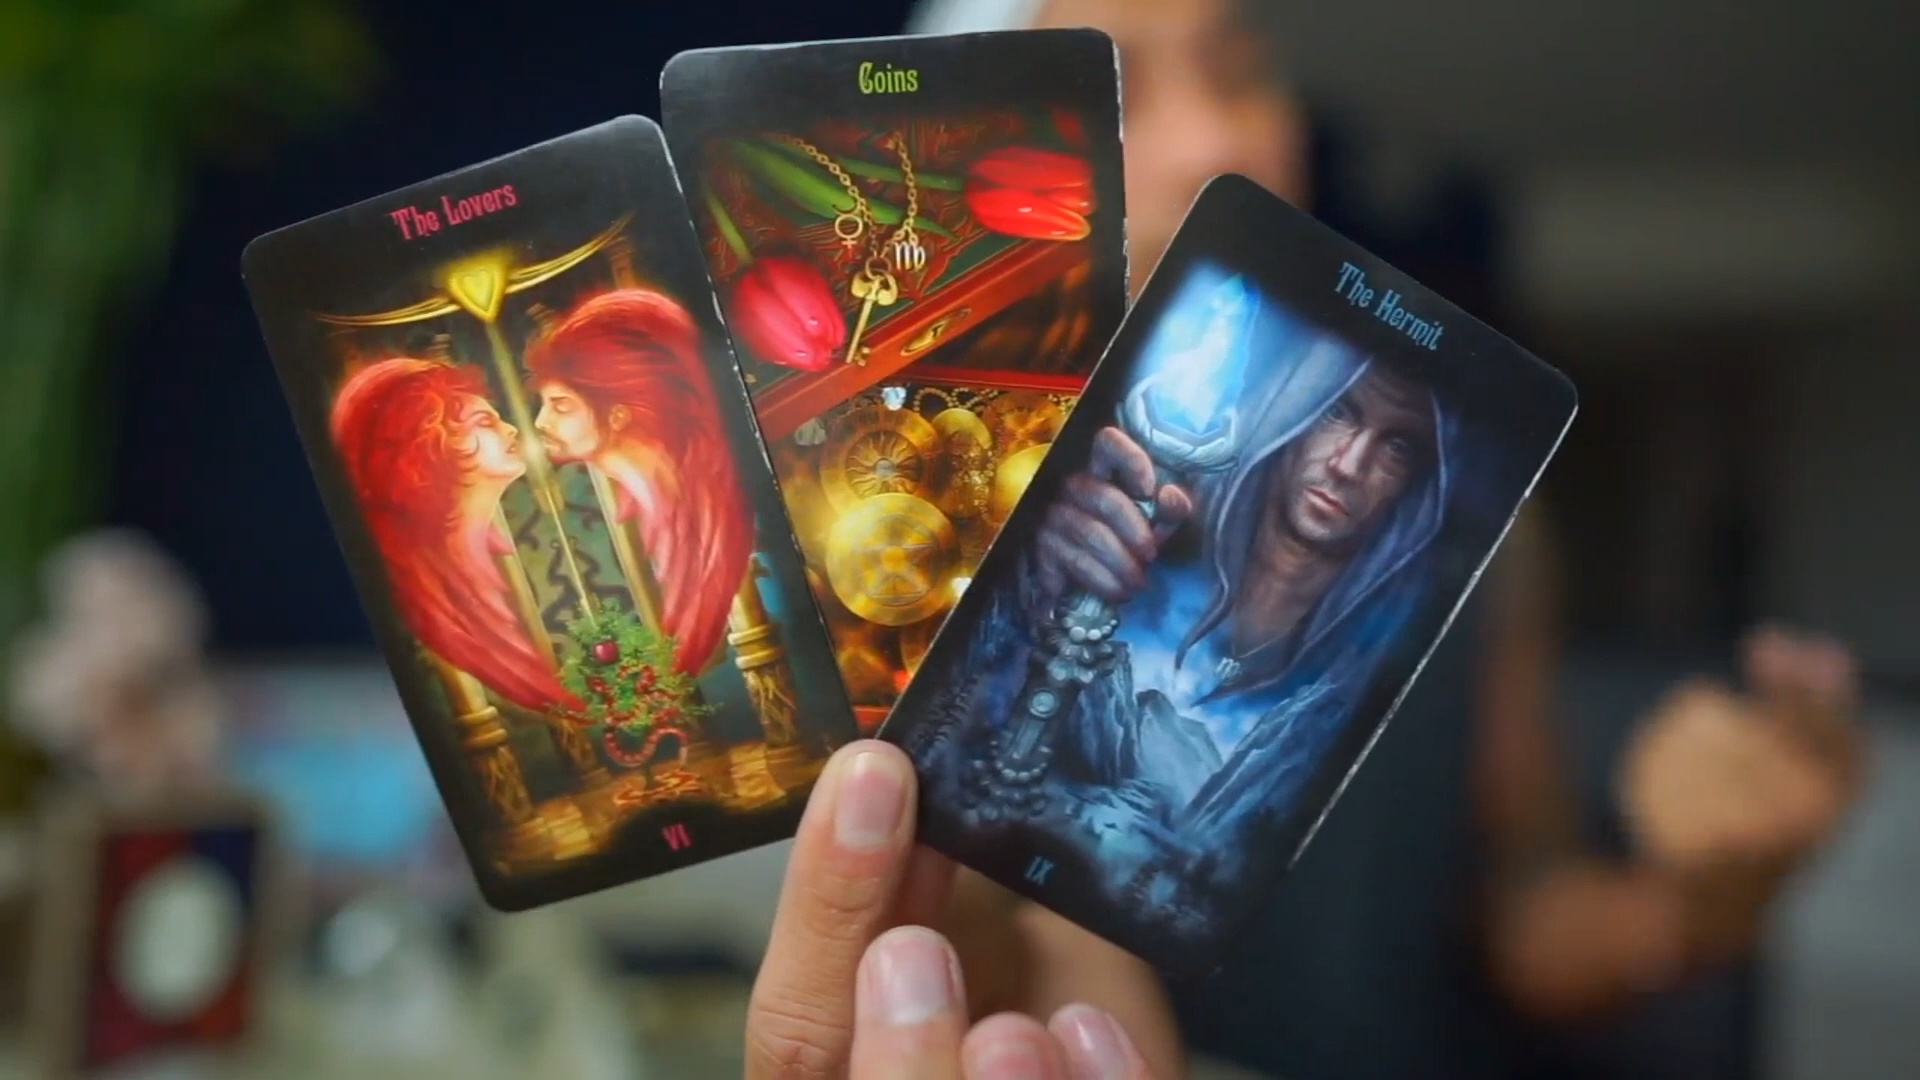 The Lovers
VI
Coins
The Hermit
IX